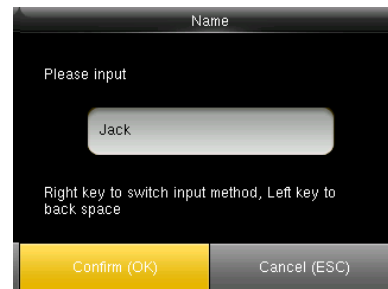 Name
Please input
Jack
Right key to switch input method, Left key to
back space
Confirm (OK) Cancel (ESC)